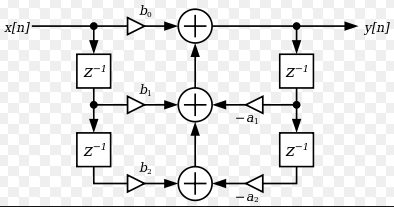 b₀
x[n] y[n]
Z⁻¹ Z⁻¹
b₁
−a₁
Z⁻¹ Z⁻¹
b₂
−a₂